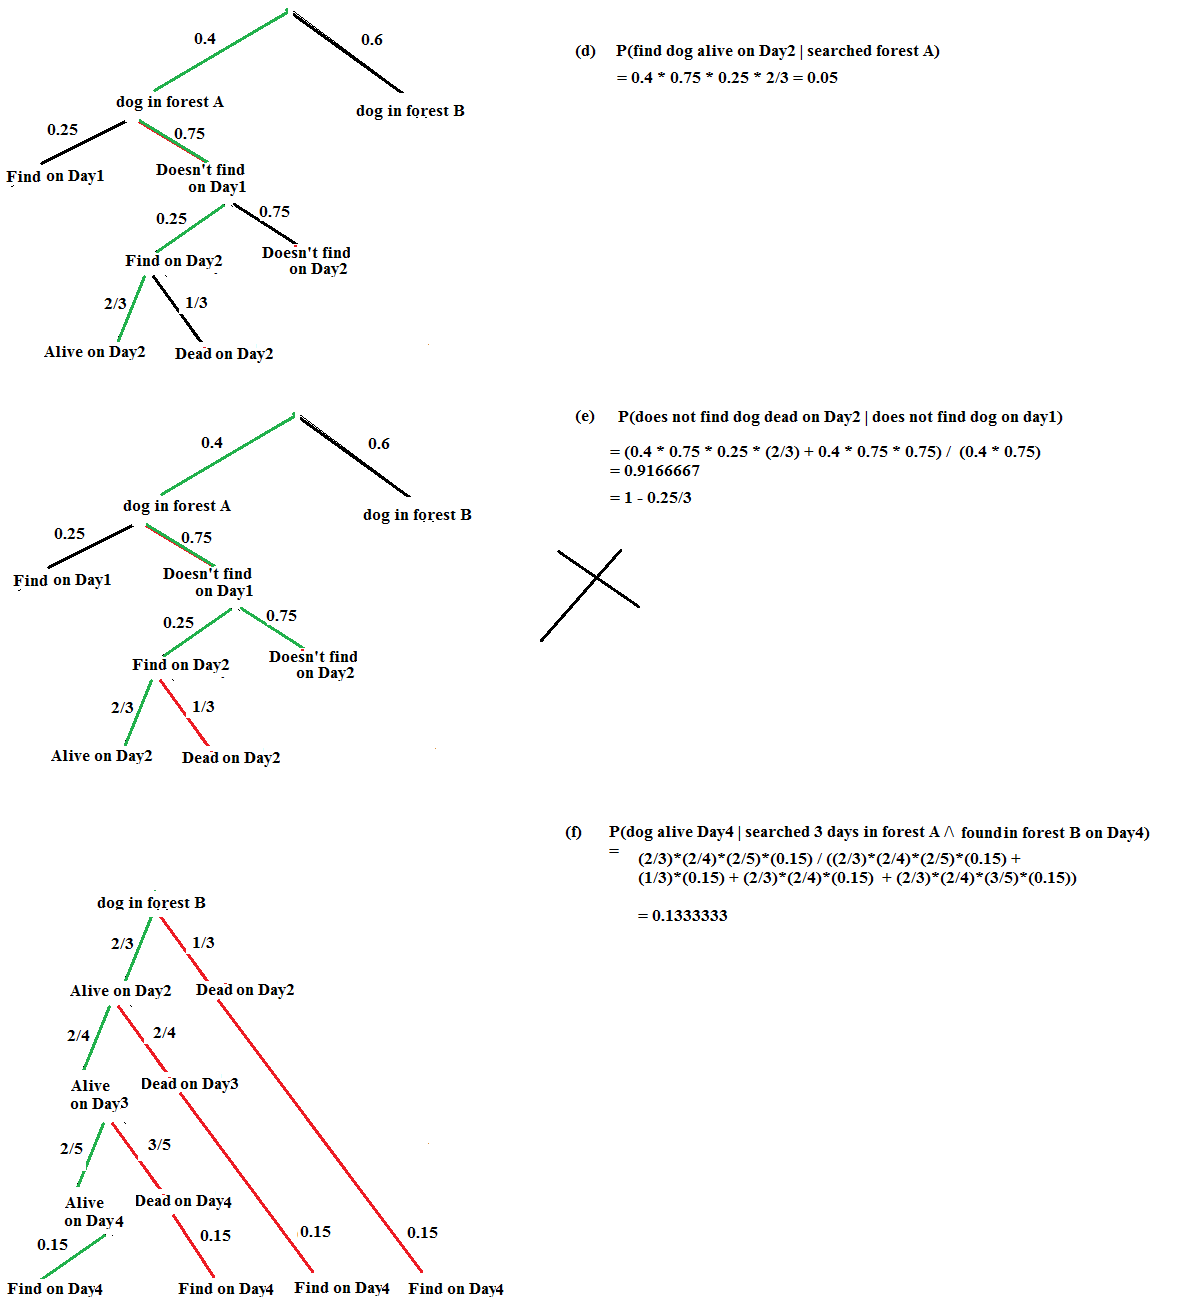 0.4
0.6
dog in forest A
dog in forest B
0.25
0.75
Find on Day1
Doesn't find
on Day1
0.25
0.75
Find on Day2
Doesn't find
on Day2
2/3
1/3
Alive on Day2
Dead on Day2
(d) P(find dog alive on Day2 | searched forest A)
= 0.4 * 0.75 * 0.25 * 2/3 = 0.05
0.4
0.6
dog in forest A
dog in forest B
0.25
0.75
Find on Day1
Doesn't find
on Day1
0.25
0.75
Find on Day2
Doesn't find
on Day2
2/3
1/3
Alive on Day2
Dead on Day2
(e) P(does not find dog dead on Day2 | does not find dog on day1)
= (0.4 * 0.75 * 0.25 * (2/3) + 0.4 * 0.75 * 0.75) / (0.4 * 0.75)
= 0.9166667
= 1 - 0.25/3
(f) P(dog alive Day4 | searched 3 days in forest A /\ found in forest B on Day4)
=
(2/3)*(2/4)*(2/5)*(0.15) / ((2/3)*(2/4)*(2/5)*(0.15) +
(1/3)*(0.15) + (2/3)*(2/4)*(0.15) + (2/3)*(2/4)*(3/5)*(0.15))
= 0.1333333
dog in forest B
2/3
1/3
Alive on Day2
Dead on Day2
2/4
2/4
Alive
on Day3
Dead on Day3
2/5
3/5
Alive
on Day4
Dead on Day4
0.15
0.15
0.15
0.15
Find on Day4
Find on Day4
Find on Day4
Find on Day4